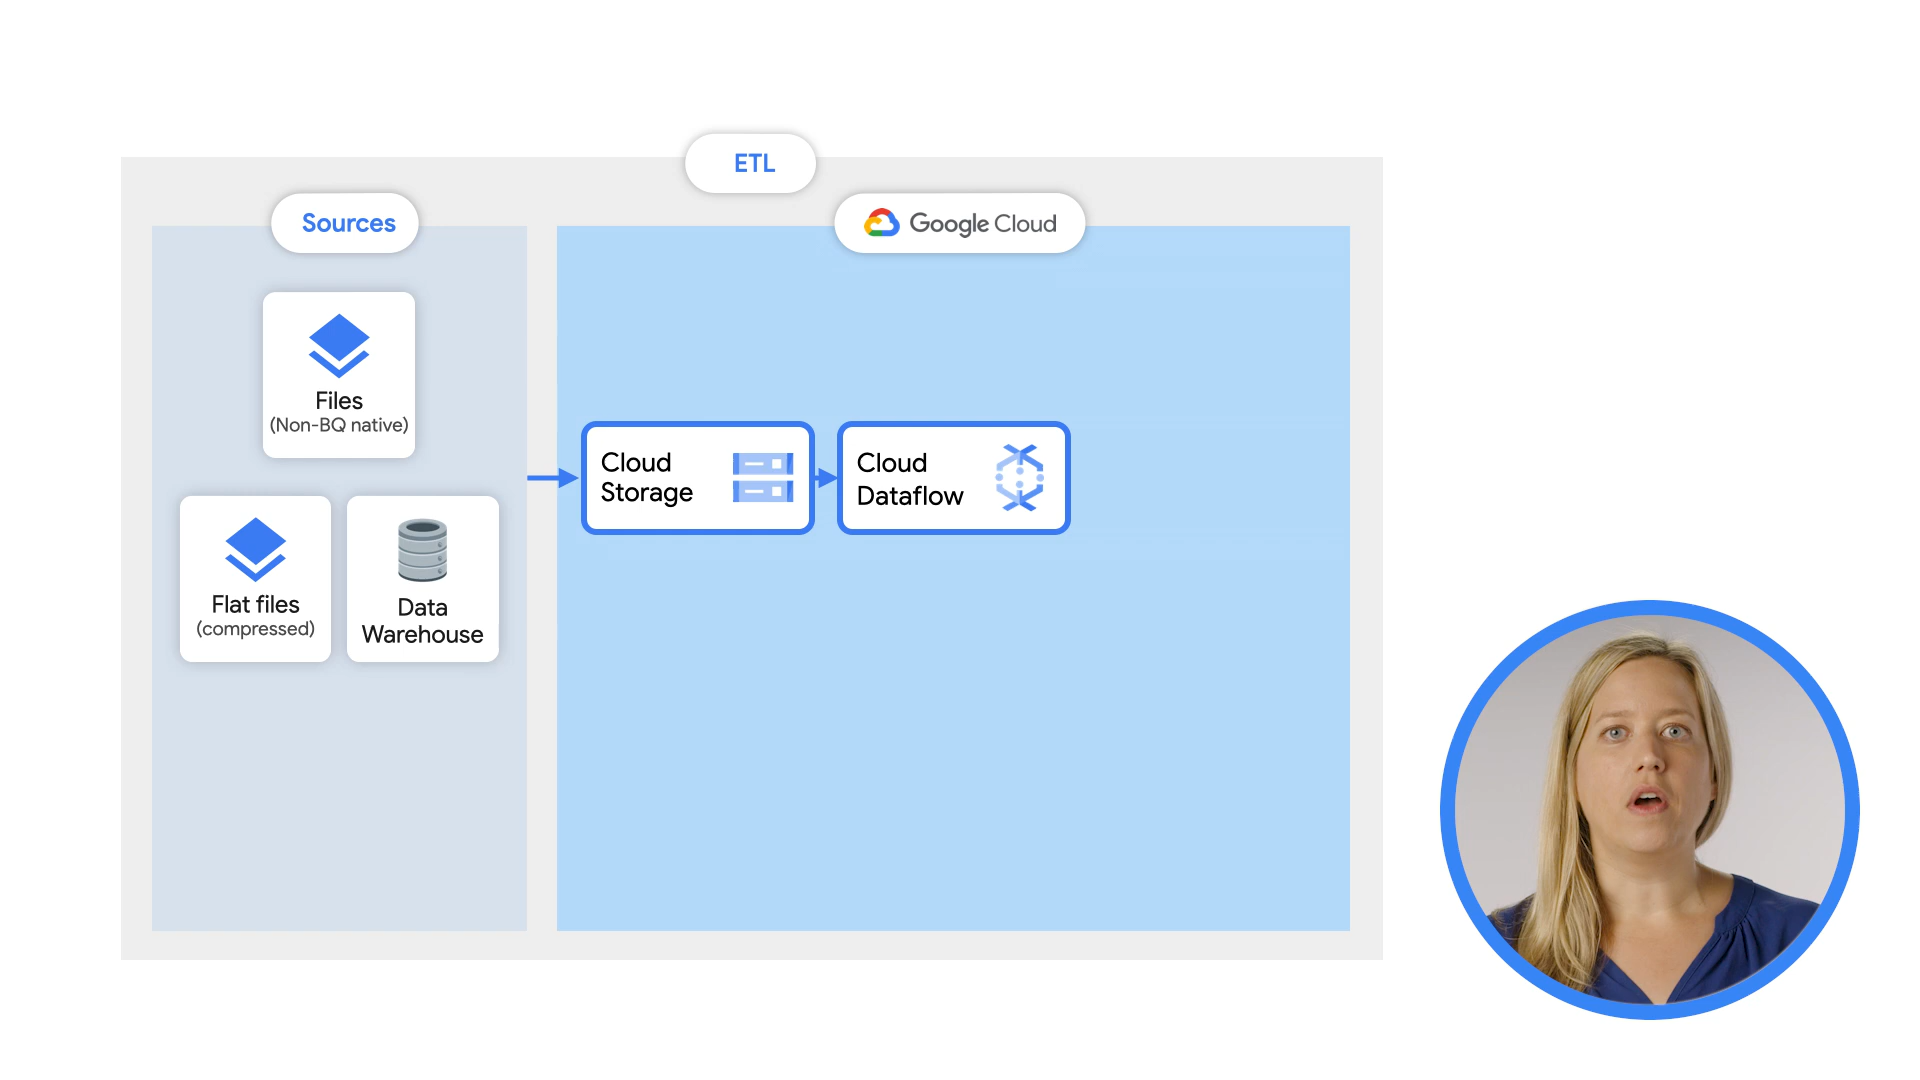 ETL
Sources
Google Cloud
Files
(Non-BQ native)
Flat files
(compressed)
Data
Warehouse
Cloud
Storage
Cloud
Dataflow